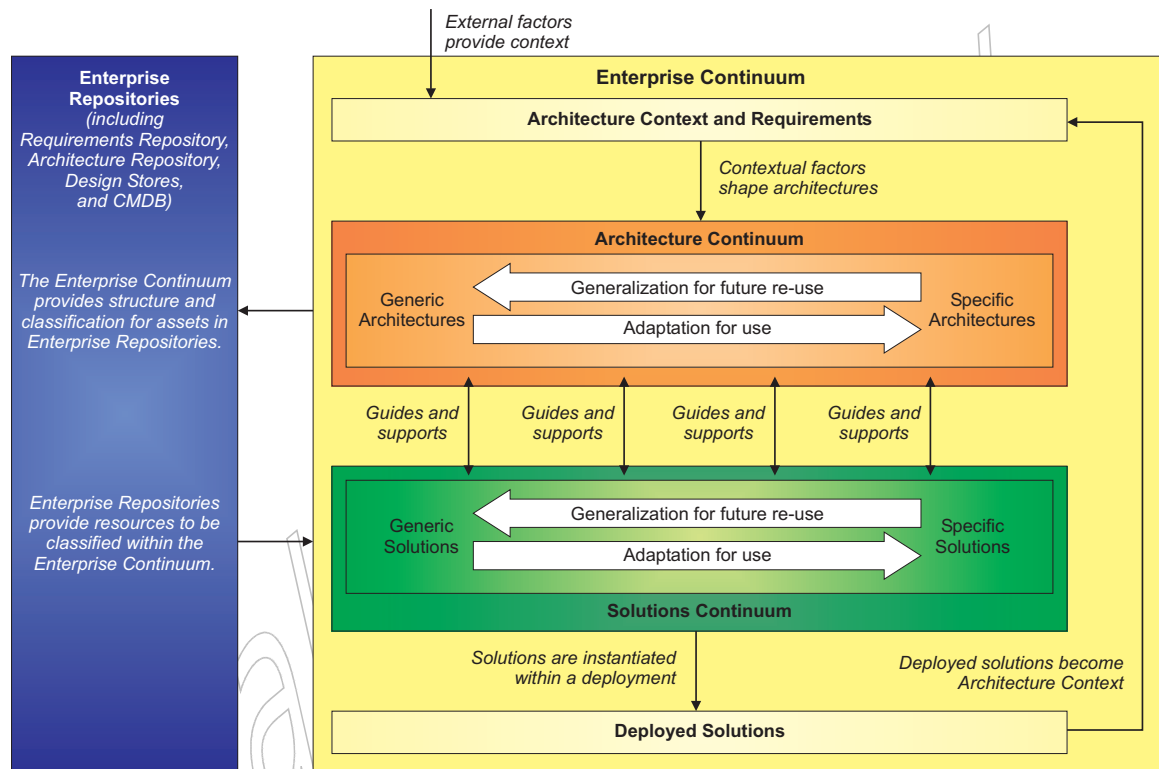 External factors
provide context
Enterprise
Repositories
(including
Requirements Repository,
Architecture Repository,
Design Stores,
and CMDB)
The Enterprise Continuum
provides structure and
classification for assets in
Enterprise Repositories.
Enterprise Repositories
provide resources to be
classified within the
Enterprise Continuum.
Enterprise Continuum
Architecture Context and Requirements
Contextual factors
shape architectures
Architecture Continuum
Generic
Architectures
Generalization for future re-use
Adaptation for use
Specific
Architectures
Guides and
supports
Guides and
supports
Guides and
supports
Guides and
supports
Generic
Solutions
Generalization for future re-use
Adaptation for use
Specific
Solutions
Solutions Continuum
Solutions are instantiated
within a deployment
Deployed solutions become
Architecture Context
Deployed Solutions